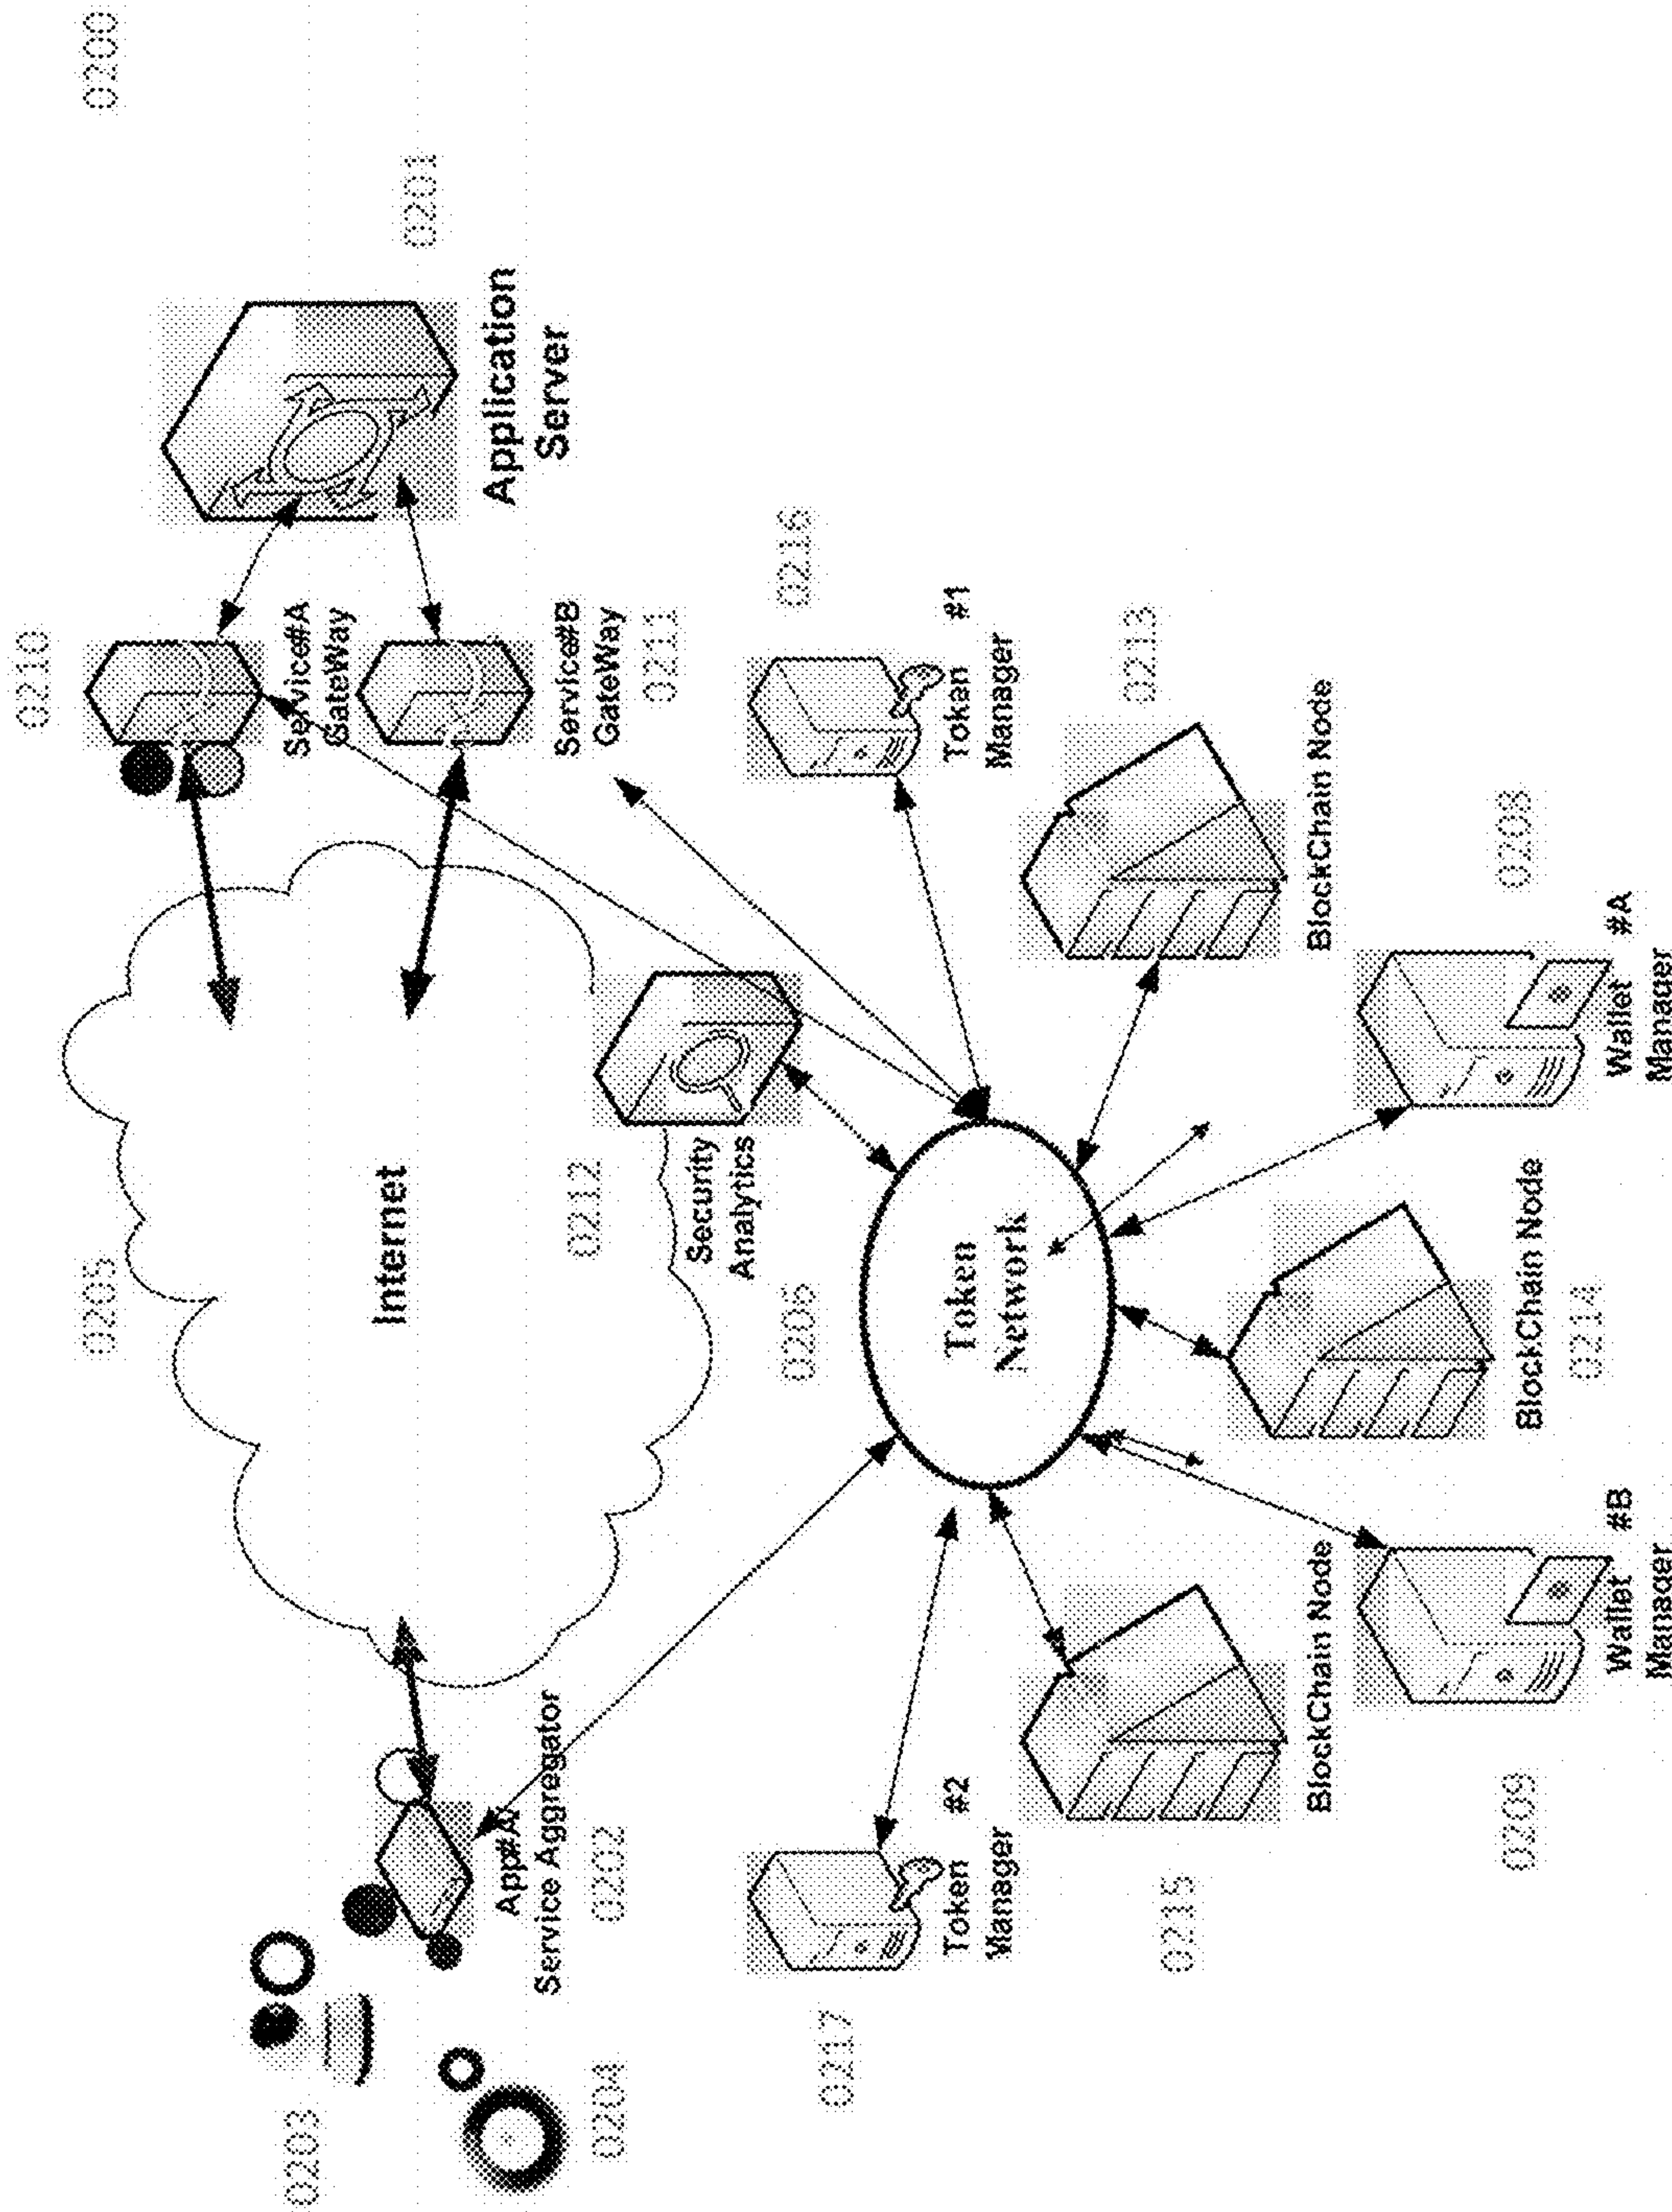 0200
0210
0205
0203
Service#A
GateWay
Internet
0201
Application
Server
App#A
Service Aggregator
Service#B
GateWay
0212
0202
0204
0211
Security
Analytics
0206
0216
0217
Token #2
Manager
Token
Network
Token #1
Manager
0213
0215
BlockChain Node
BlockChain Node
0209
0208
BlockChain Node
0214
Wallet #B
Manager
Wallet #A
Manager